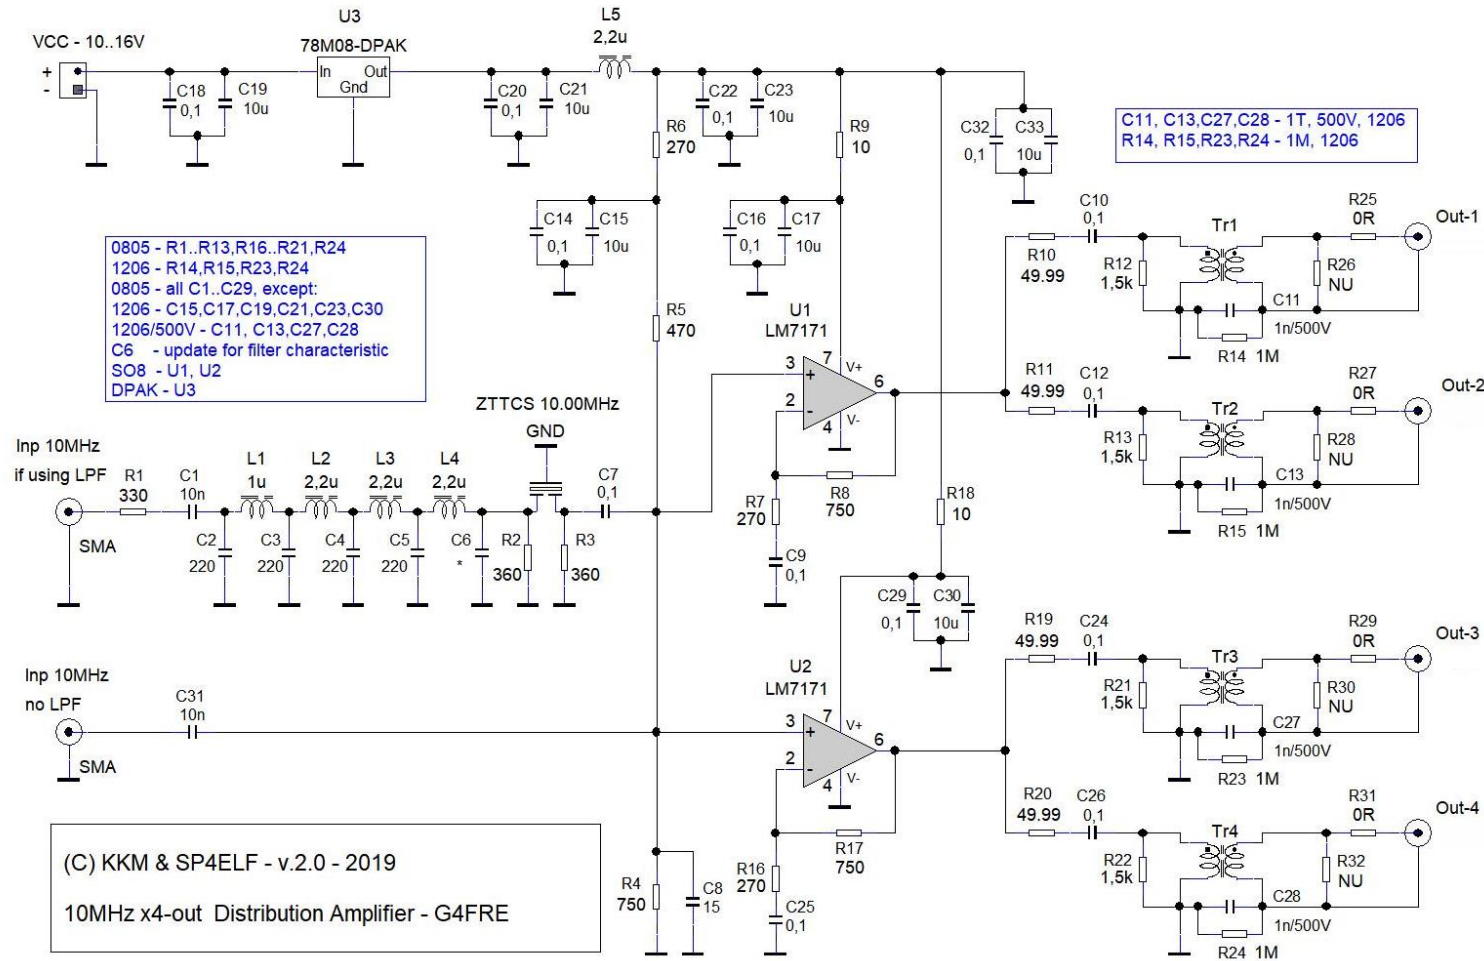 VCC - 10..16V
+
-
U3
78M08-DPAK
In
Out
Gnd
L5
2,2u
C18
0,1
C19
10u
C20
0,1
C21
10u
C22
0,1
C23
10u
R6
270
R9
10
C32
0,1
C33
10u
C11, C13,C27,C28 - 1T, 500V, 1206
R14, R15,R23,R24 - 1M, 1206
C14
0,1
C15
10u
C16
0,1
C17
10u
0805 - R1..R13,R16..R21,R24
1206 - R14,R15,R23,R24
0805 - all C1..C29, except:
1206 - C15,C17,C19,C21,C23,C30
1206/500V - C11, C13,C27,C28
C6 - update for filter characteristic
SO8 - U1, U2
DPAK - U3
R5
470
U1
LM7171
3
+
2
-
7
V+
6
4
V-
R10
49.99
C10
0,1
R12
1,5k
Tr1
C11
1n/500V
R14 1M
R25
0R
R26
NU
Out-1
R11
49.99
C12
0,1
R13
1,5k
Tr2
C13
1n/500V
R15 1M
R27
0R
R28
NU
Out-2
Inp 10MHz
if using LPF
SMA
R1
330
C1
10n
L1
1u
L2
2,2u
L3
2,2u
L4
2,2u
ZTTCS 10.00MHz
GND
C7
0,1
C2
220
C3
220
C4
220
C5
220
C6
*
R2
360
R3
360
R7
270
R8
750
C9
0,1
R18
10
C29
0,1
C30
10u
Inp 10MHz
no LPF
SMA
C31
10n
U2
LM7171
3
+
2
-
7
V+
6
4
V-
R19
49.99
C24
0,1
R21
1,5k
Tr3
C27
1n/500V
R23 1M
R29
0R
R30
NU
Out-3
R20
49.99
C26
0,1
R22
1,5k
Tr4
C28
1n/500V
R24 1M
R31
0R
R32
NU
Out-4
R17
750
R16
270
C25
0,1
R4
750
C8
15
(C) KKM & SP4ELF - v.2.0 - 2019
10MHz x4-out Distribution Amplifier - G4FRE